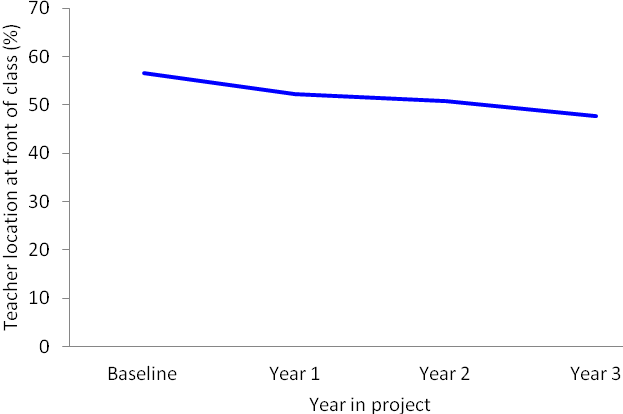 Teacher location at front of class (%)
70
60
50
40
30
20
10
0
Baseline Year 1 Year 2 Year 3
Year in project